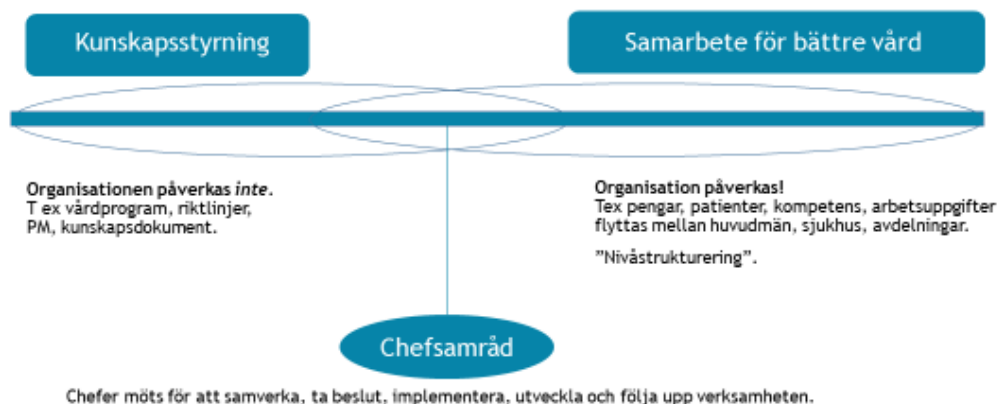 Kunskapsstyrning
Samarbete för bättre vård
Organisationen påverkas inte.
T ex vårdprogram, riktlinjer,
PM, kunskapsdokument.
Organisation påverkas!
Tex pengar, patienter, kompetens, arbetsuppgifter
flyttas mellan huvudmän, sjukhus, avdelningar.
”Nivåstrukturering”.
Chefsamråd
Chefer möts för att samverka, ta beslut, implementera, utveckla och följa upp verksamheten.